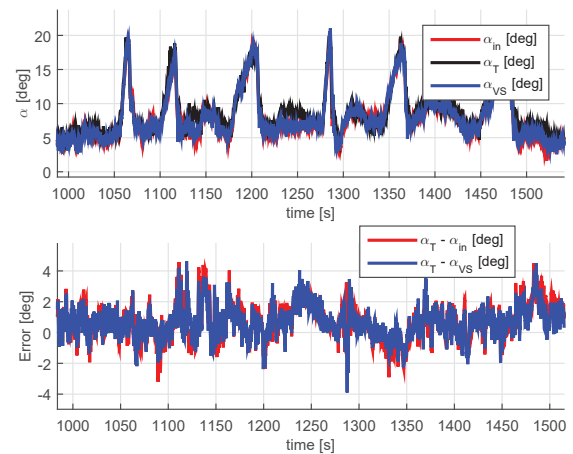 20
15
10
5
0
α [deg]
α_in [deg]
α_T [deg]
α_VS [deg]
1000 1050 1100 1150 1200 1250 1300 1350 1400 1450 1500
time [s]
α_T - α_in [deg]
α_T - α_VS [deg]
4
2
0
-2
-4
Error [deg]
1000 1050 1100 1150 1200 1250 1300 1350 1400 1450 1500
time [s]